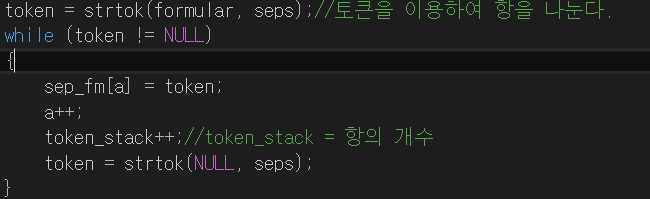 token = strtok(formular, seps);//토큰을 이용하여 항을 나눈다.
while (token != NULL)
{
sep_fm[a] = token;
a++;
token_stack++;//token_stack = 항의 개수
token = strtok(NULL, seps);
}